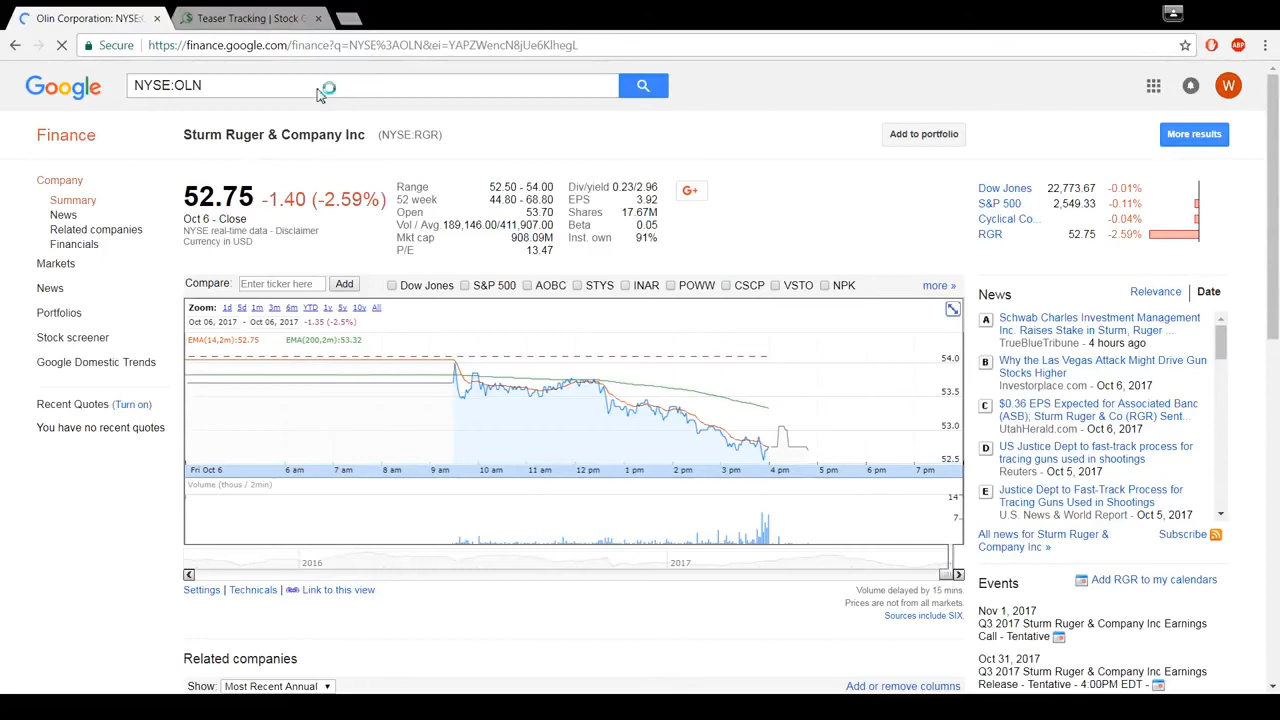 Olin Corporation: NYSE:C
Teaser Tracking | Stock G
Secure
https://finance.google.com/finance?q=NYSE%3AOLN&ei=YAPZWencN8jUe6KlhegL
ABP
Google
NYSE:OLN
W
Finance
Sturm Ruger & Company Inc (NYSE:RGR)
Add to portfolio
More results
Company
Summary
News
Related companies
Financials
Markets
News
Portfolios
Stock screener
Google Domestic Trends
Recent Quotes (Turn on)
You have no recent quotes
52.75 -1.40 (-2.59%)
Oct 6 - Close
NYSE real-time data - Disclaimer
Currency in USD
Range 52.50 - 54.00
52 week 44.80 - 68.80
Open 53.70
Vol / Avg. 189,146.00/411,907.00
Mkt cap 908.09M
P/E 13.47
Div/yield 0.23/2.96
EPS 3.92
Shares 17.67M
Beta 0.05
Inst. own 91%
G+
Dow Jones 22,773.67 -0.01%
S&P 500 2,549.33 -0.11%
Cyclical Co... -0.04%
RGR 52.75 -2.59%
Compare: Enter ticker here Add Dow Jones S&P 500 AOBC STYS INAR POWW CSCP VSTO NPK more »
Zoom: 1d 5d 1m 3m 6m YTD 1y 5y 10y All
Oct 06, 2017 - Oct 06, 2017 -1.35 (-2.5%)
EMA(14,2m):52.75 EMA(200,2m):53.32
54.0
53.5
53.0
52.5
Fri Oct 6 6 am 7 am 8 am 9 am 10 am 11 am 12 pm 1 pm 2 pm 3 pm 4 pm 5 pm 6 pm 7 pm
Volume (thous / 2min)
14
7
2016 2017
Settings | Technicals | Link to this view
Volume delayed by 15 mins.
Prices are not from all markets.
Sources include SIX.
Related companies
Show: Most Recent Annual
Add or remove columns
News
Relevance | Date
A Schwab Charles Investment Management
Inc. Raises Stake in Sturm, Ruger ...
TrueBlueTribune - 4 hours ago
B Why the Las Vegas Attack Might Drive Gun
Stocks Higher
Investorplace.com - Oct 6, 2017
C $0.36 EPS Expected for Associated Banc
(ASB); Sturm Ruger & Co (RGR) Sent...
UtahHerald.com - Oct 6, 2017
D US Justice Dept to fast-track process for
tracing guns used in shootings
Reuters - Oct 5, 2017
E Justice Dept to Fast-Track Process for
Tracing Guns Used in Shootings
U.S. News & World Report - Oct 5, 2017
All news for Sturm Ruger &
Company Inc »
Subscribe
Events
Add RGR to my calendars
Nov 1, 2017
Q3 2017 Sturm Ruger & Company Inc Earnings
Call - Tentative
Oct 31, 2017
Q3 2017 Sturm Ruger & Company Inc Earnings
Release - Tentative - 4:00PM EDT -